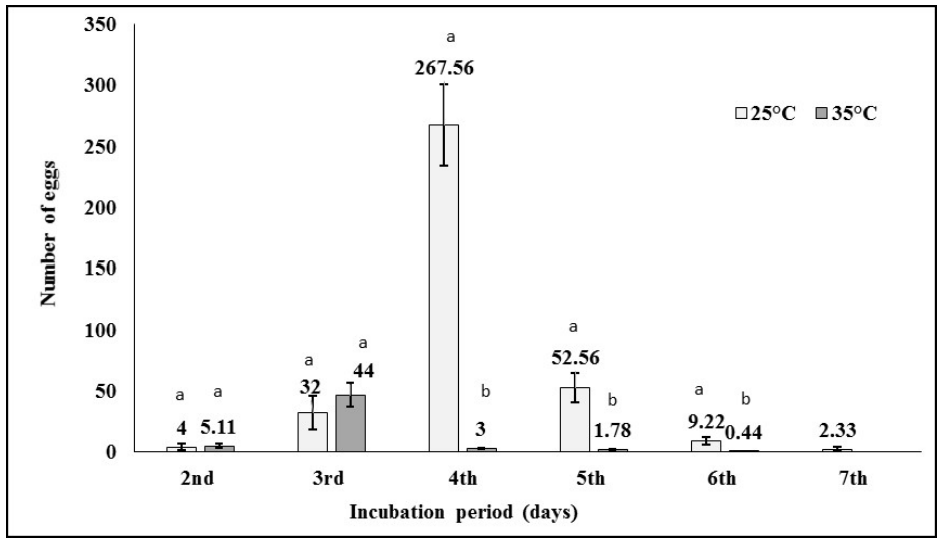 350
300
250
200
150
100
50
0
Number of eggs
a
267.56
25°C 35°C
a
52.56
a a
32 44
a a
4 5.11
b
3
b
1.78
a b
9.22 0.44
2.33
2nd 3rd 4th 5th 6th 7th
Incubation period (days)